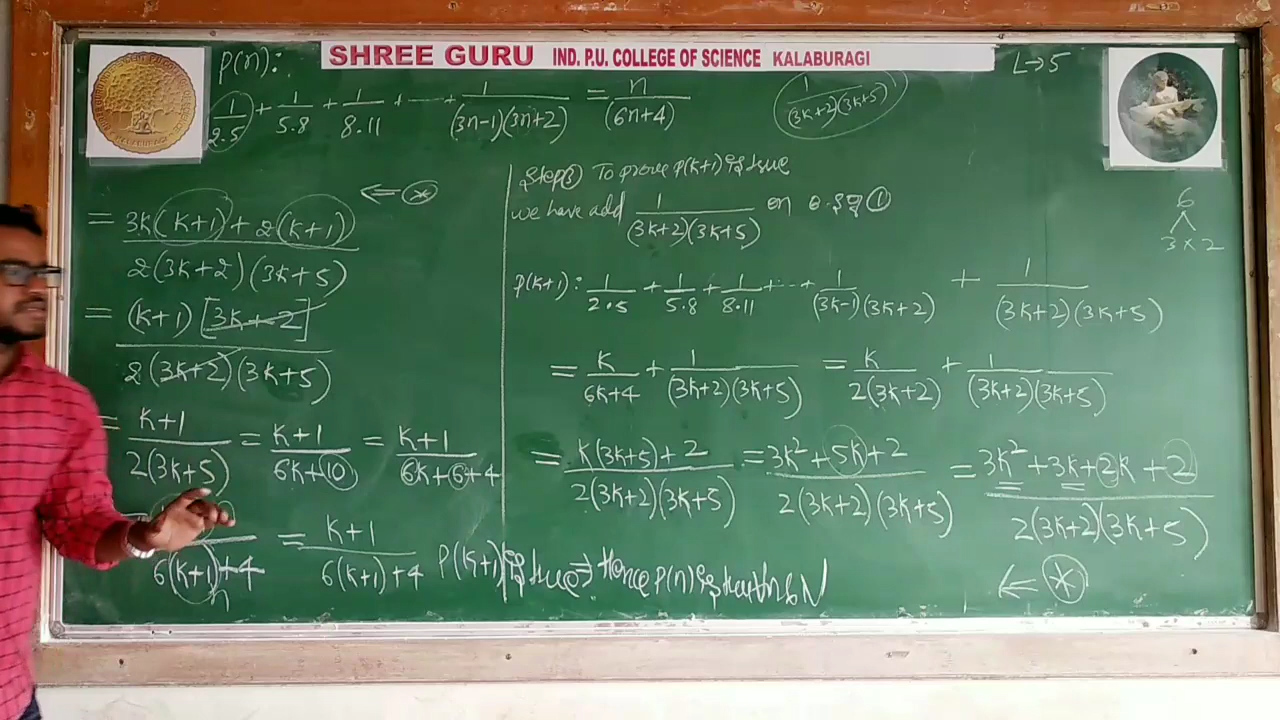 SHREE GURU IND. P.U. COLLEGE OF SCIENCE KALABURAGI
L→5
P(n):
1/2.5 + 1/5.8 + 1/8.11 + ---- + 1/(3n-1)(3n+2) = n/(6n+4)
1/(3k+2)(3k+5)
⇐ *
= 3k(k+1)+2(k+1) / 2(3k+2)(3k+5)
= (k+1)[3k+2] / 2(3k+2)(3k+5)
= k+1 / 2(3k+5) = k+1 / 6k+10 = k+1 / 6k+6+4
6(k+1)+4 = k+1 / 6(k+1)+4
n
Step(3) To prove P(k+1) is true
we have add 1/(3k+2)(3k+5) on ①
6
3 x 2
P(k+1): 1/2.5 + 1/5.8 + 1/8.11 + --- + 1/(3k-1)(3k+2) + 1/(3k+2)(3k+5)
= k/6k+4 + 1/(3k+2)(3k+5) = k/2(3k+2) + 1/(3k+2)(3k+5)
= k(3k+5)+2 / 2(3k+2)(3k+5) = 3k²+5k+2 / 2(3k+2)(3k+5) = 3k²+3k+2k+2 / 2(3k+2)(3k+5)
⇐ *
P(k+1) is true ⇒ Hence P(n) is true ∀ n ∈ N